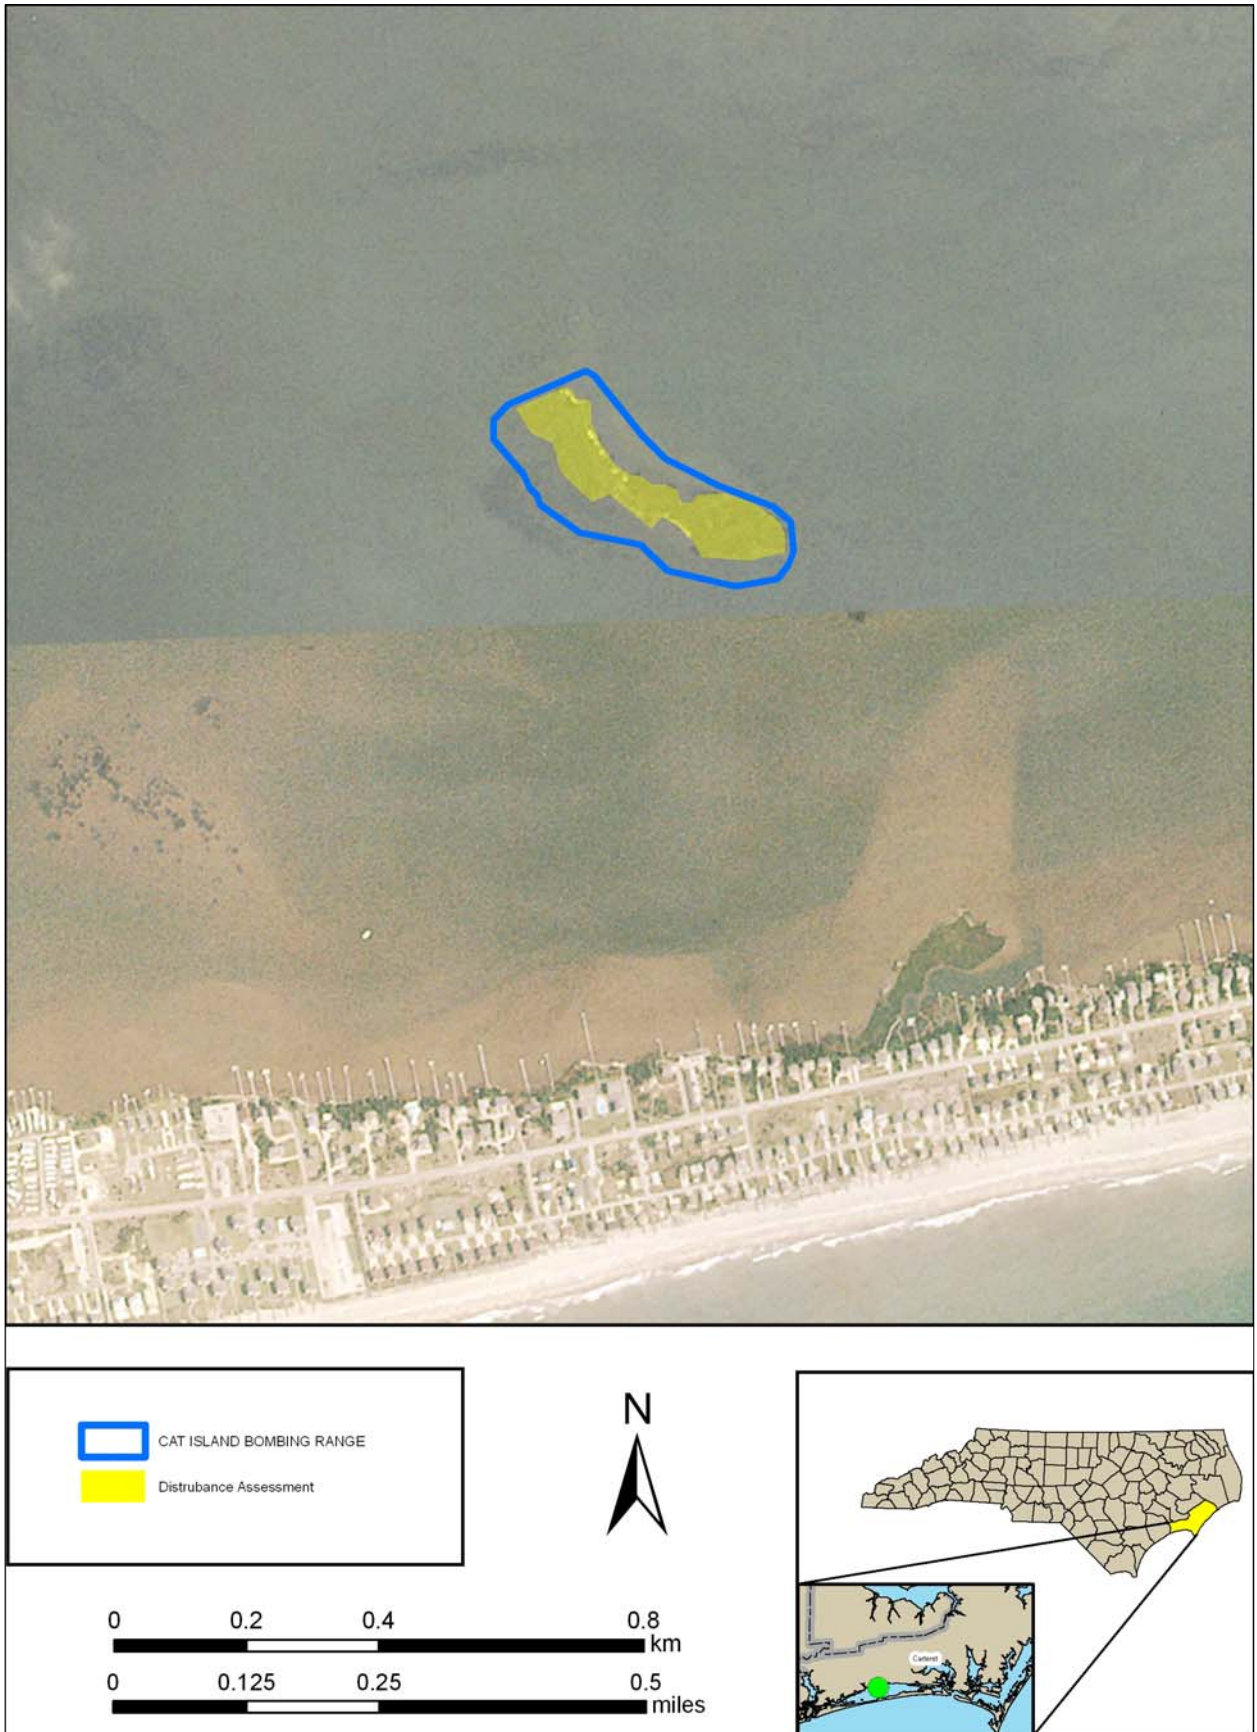 CAT ISLAND BOMBING RANGE
Distrubance Assessment
N
0 0.2 0.4 0.8
km
0 0.125 0.25 0.5
miles
Carteret